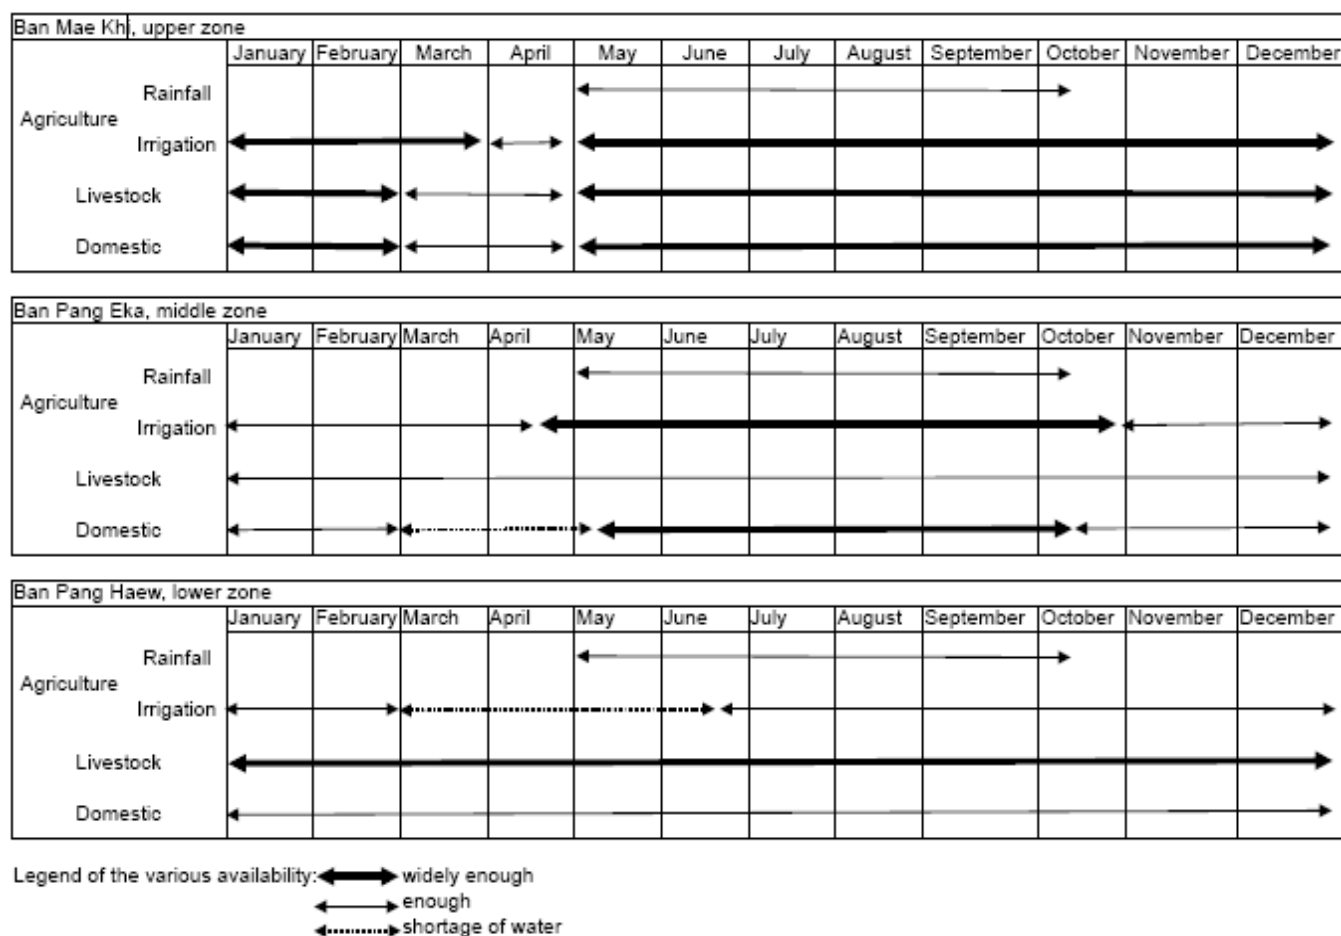 Ban Mae Khi, upper zone
January February March April May June July August September October November December
Rainfall
Agriculture
Irrigation
Livestock
Domestic
Ban Pang Eka, middle zone
January February March April May June July August September October November December
Rainfall
Agriculture
Irrigation
Livestock
Domestic
Ban Pang Haew, lower zone
January February March April May June July August September October November December
Rainfall
Agriculture
Irrigation
Livestock
Domestic
Legend of the various availability: widely enough
enough
shortage of water